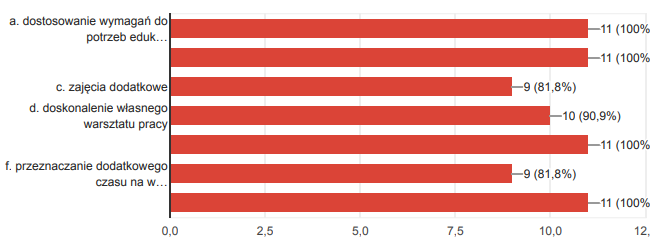 a. dostosowanie wymagań do
potrzeb eduk…
11 (100%
11 (100%
c. zajęcia dodatkowe
9 (81,8%)
d. doskonalenie własnego
warsztatu pracy
10 (90,9%)
11 (100%
f. przeznaczanie dodatkowego
czasu na w…
9 (81,8%)
11 (100%
0,0 2,5 5,0 7,5 10,0 12,